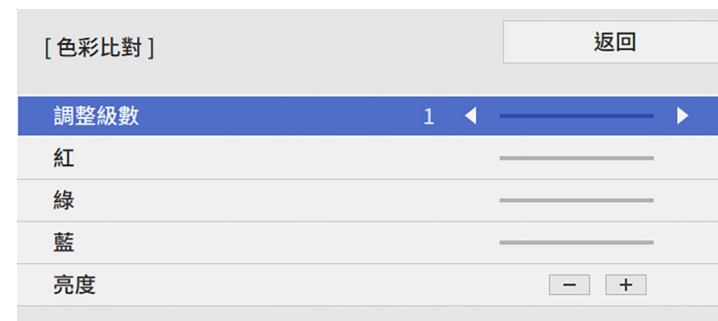 [ 色彩比對 ]
返回
調整級數 1
紅
綠
藍
亮度 − +